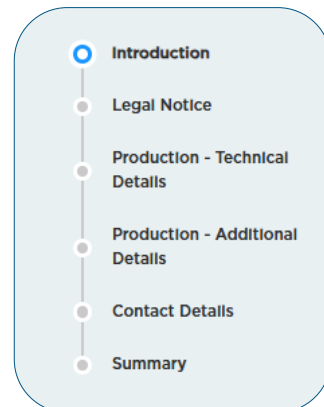 Introduction
Legal Notice
Production - Technical
Details
Production - Additional
Details
Contact Details
Summary